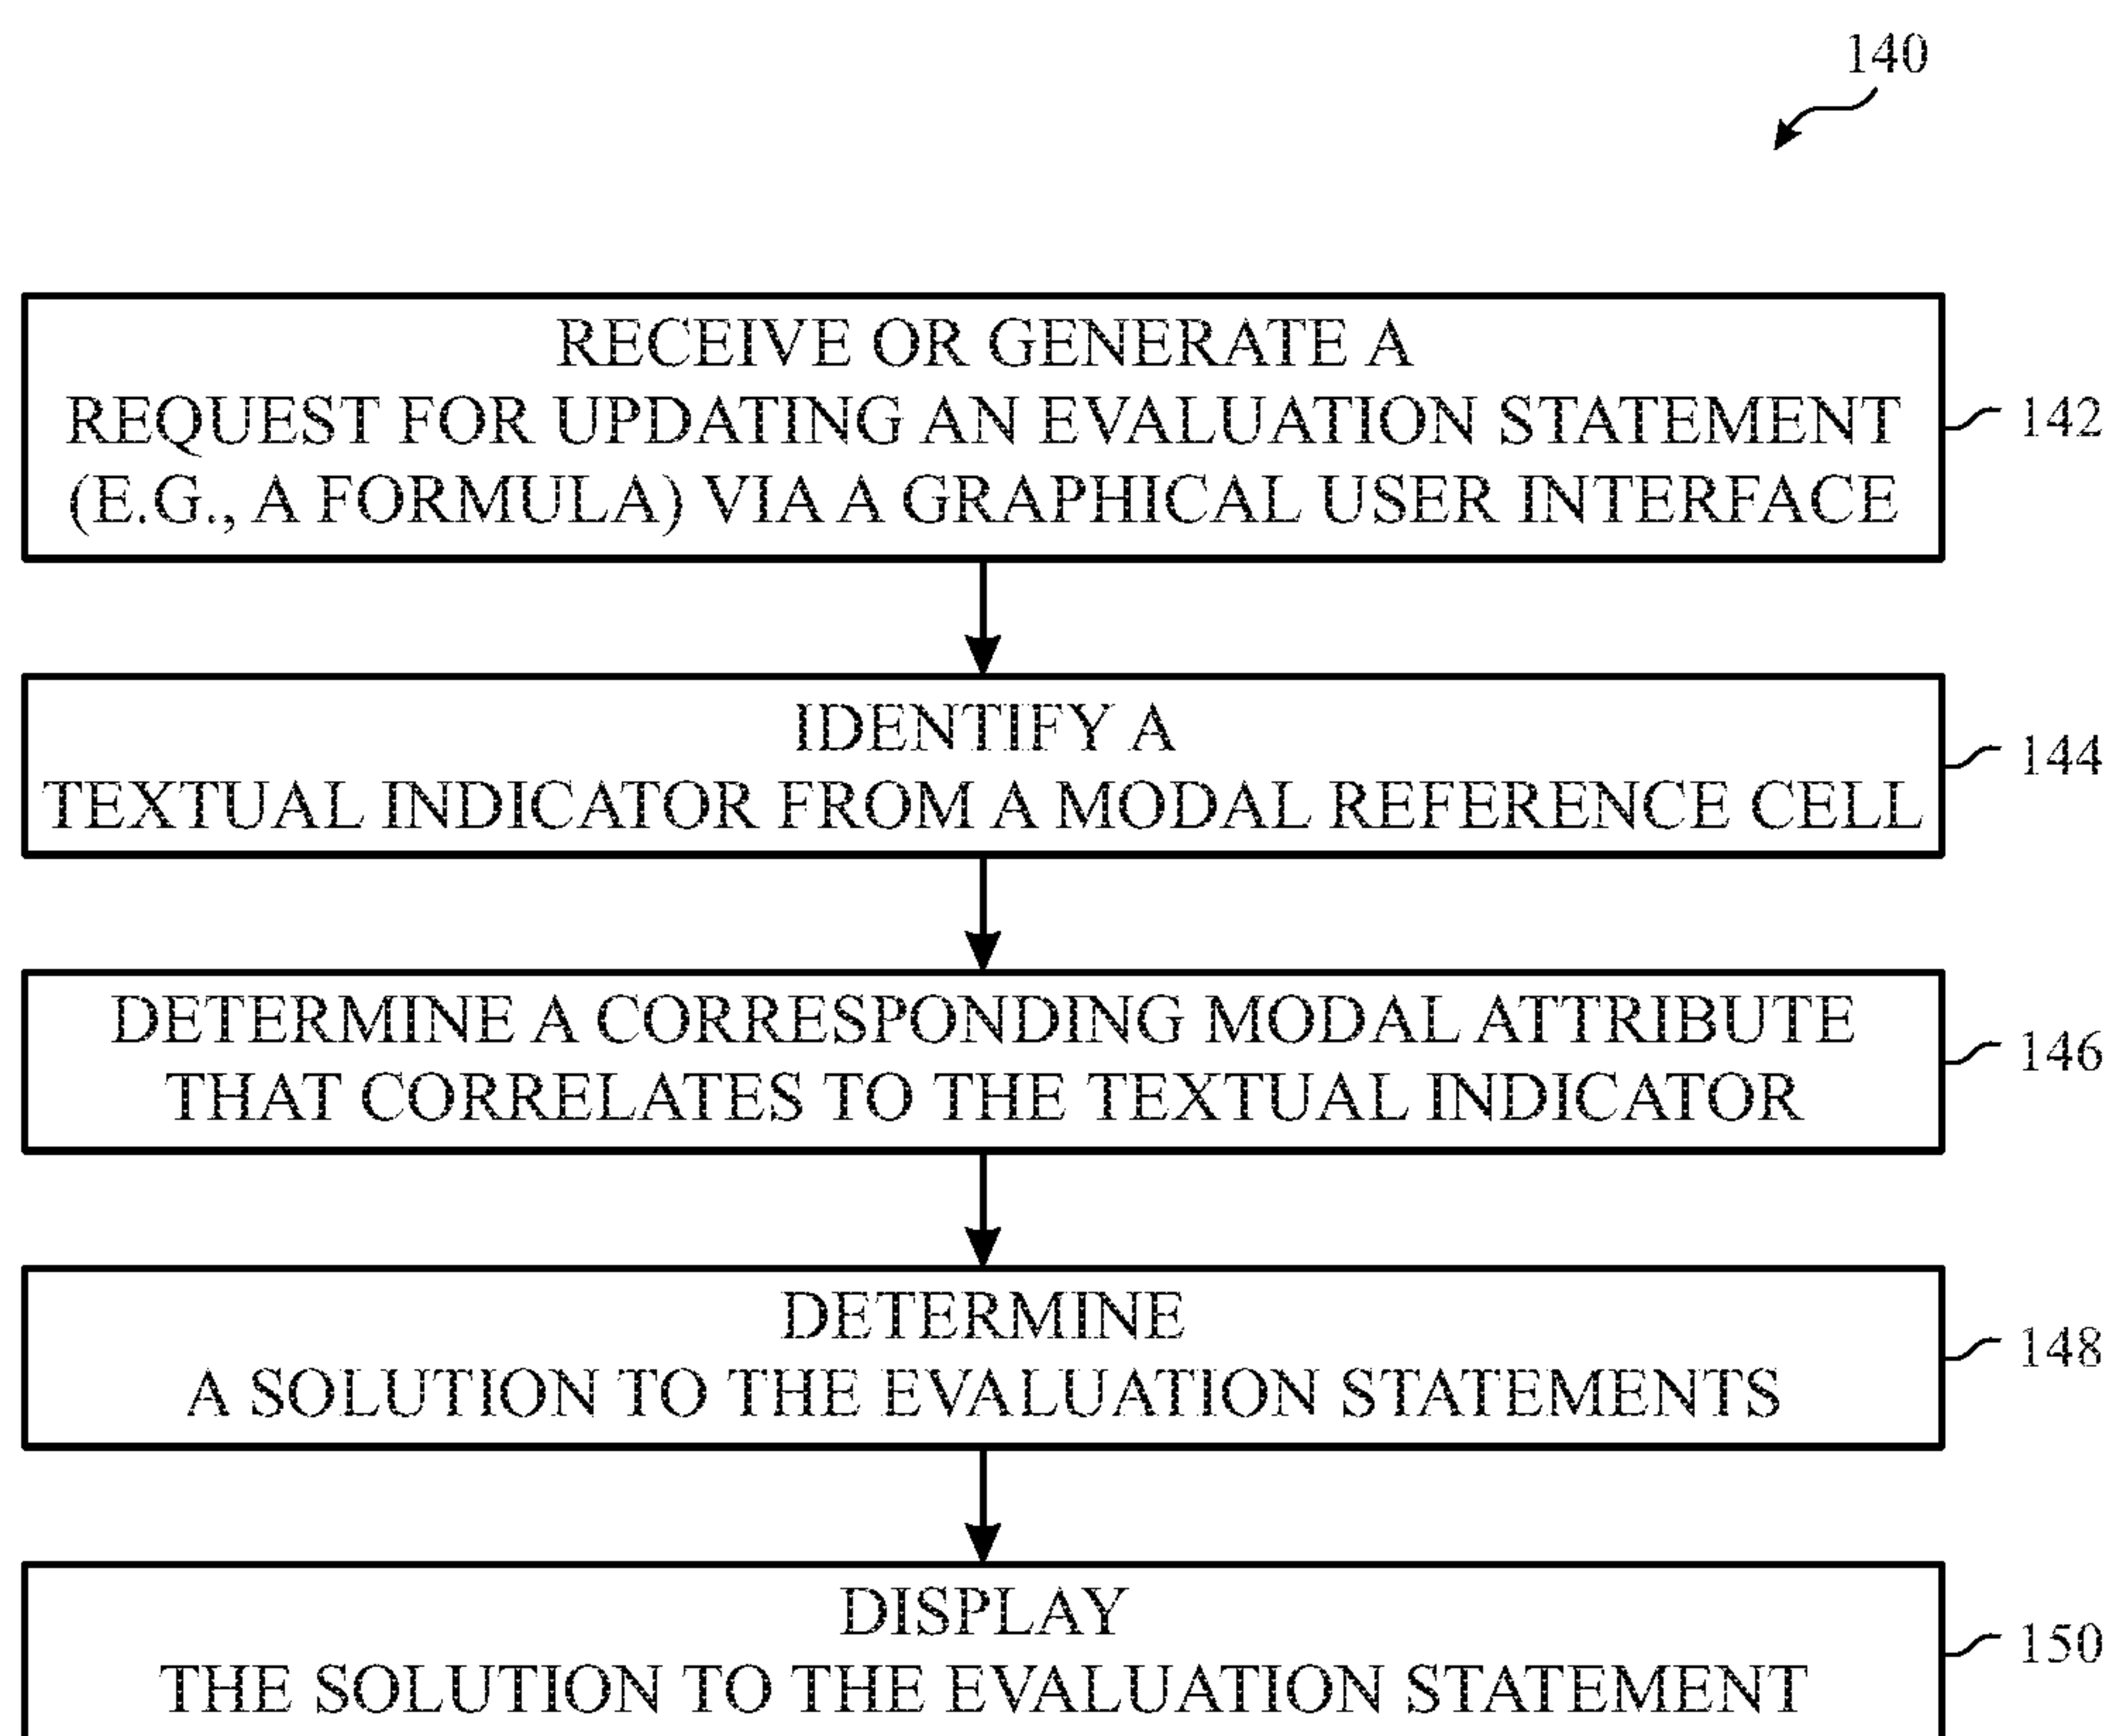 140
RECEIVE OR GENERATE A
REQUEST FOR UPDATING AN EVALUATION STATEMENT
(E.G., A FORMULA) VIA A GRAPHICAL USER INTERFACE
142
IDENTIFY A
TEXTUAL INDICATOR FROM A MODAL REFERENCE CELL
144
DETERMINE A CORRESPONDING MODAL ATTRIBUTE
THAT CORRELATES TO THE TEXTUAL INDICATOR
146
DETERMINE
A SOLUTION TO THE EVALUATION STATEMENTS
148
DISPLAY
THE SOLUTION TO THE EVALUATION STATEMENT
150